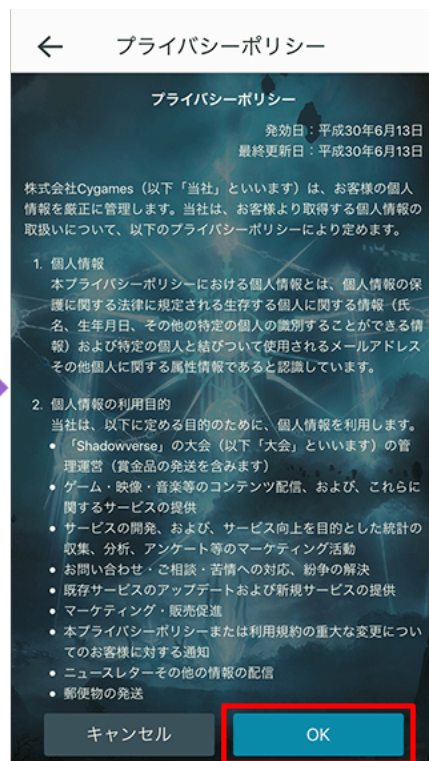 ← プライバシーポリシー
プライバシーポリシー
発効日：平成30年6月13日
最終更新日：平成30年6月13日
株式会社Cygames（以下「当社」といいます）は、お客様の個人
情報を厳正に管理します。当社は、お客様より取得する個人情報の
取扱いについて、以下のプライバシーポリシーにより定めます。
1. 個人情報
本プライバシーポリシーにおける個人情報とは、個人情報の保
護に関する法律に規定される生存する個人に関する情報（氏
名、生年月日、その他の特定の個人の識別することができる情
報）および特定の個人と結びついて使用されるメールアドレス
その他個人に関する属性情報であると認識しています。
2. 個人情報の利用目的
当社は、以下に定める目的のために、個人情報を利用します。
• 「Shadowverse」の大会（以下「大会」といいます）の管
理運営（賞金品の発送を含みます）
• ゲーム・映像・音楽等のコンテンツ配信、および、これらに
関するサービスの提供
• サービスの開発、および、サービス向上を目的とした統計の
収集、分析、アンケート等のマーケティング活動
• お問い合わせ・ご相談・苦情への対応、紛争の解決
• 既存サービスのアップデートおよび新規サービスの提供
• マーケティング・販売促進
• 本プライバシーポリシーまたは利用規約の重大な変更につい
てのお客様に対する通知
• ニュースレターその他の情報の配信
• 郵便物の発送
キャンセル OK